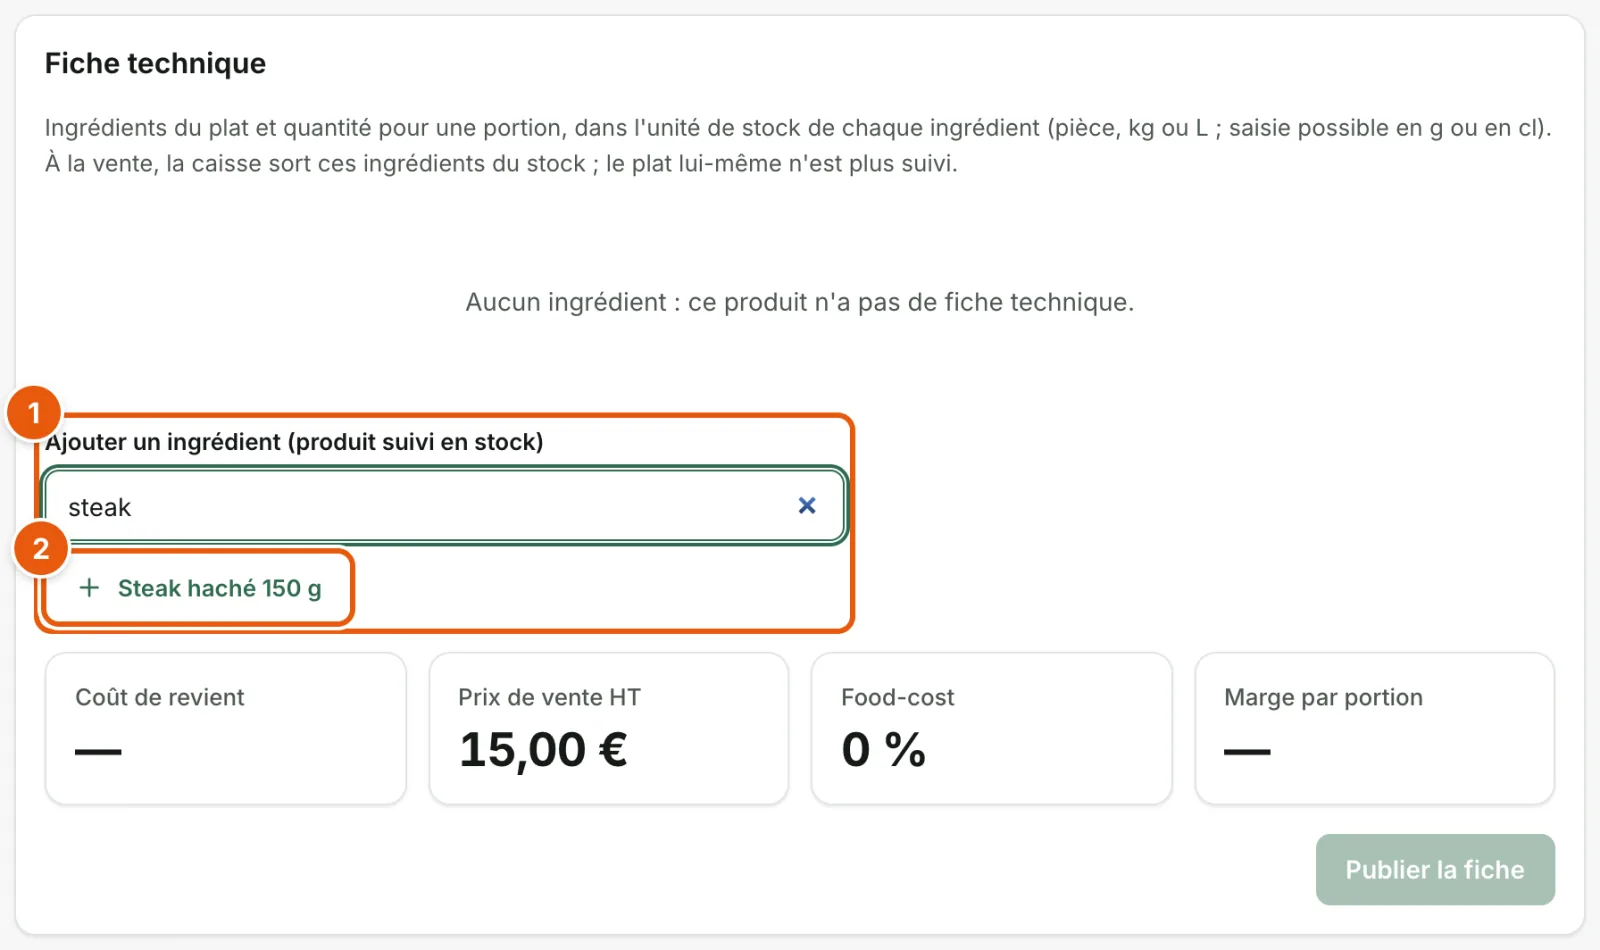 Fiche technique
Ingrédients du plat et quantité pour une portion, dans l'unité de stock de chaque ingrédient (pièce, kg ou L ; saisie possible en g ou en cl).
À la vente, la caisse sort ces ingrédients du stock ; le plat lui-même n'est plus suivi.
Aucun ingrédient : ce produit n'a pas de fiche technique.
1
Ajouter un ingrédient (produit suivi en stock)
steak
2
+ Steak haché 150 g
Coût de revient
—
Prix de vente HT
15,00 €
Food-cost
0 %
Marge par portion
—
Publier la fiche